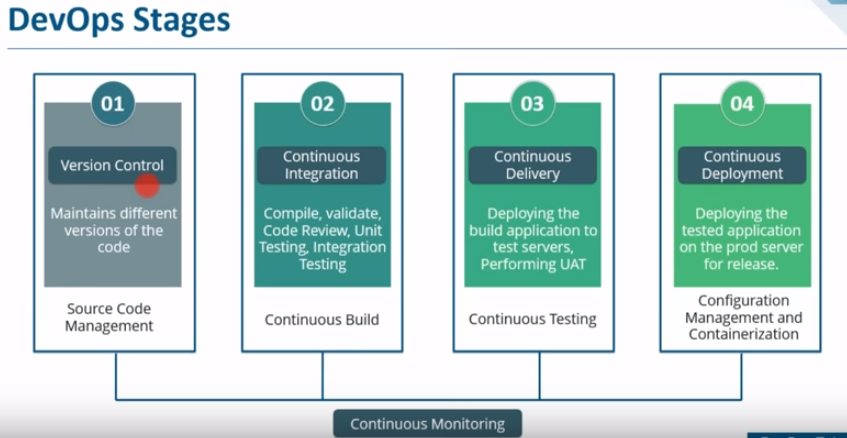 DevOps Stages
01
Version Control
Maintains different
versions of the
code
Source Code
Management
02
Continuous
Integration
Compile, validate,
Code Review, Unit
Testing, Integration
Testing
Continuous Build
03
Continuous
Delivery
Deploying the
build application to
test servers,
Performing UAT
Continuous Testing
04
Continuous
Deployment
Deploying the
tested application
on the prod server
for release.
Configuration
Management and
Containerization
Continuous Monitoring